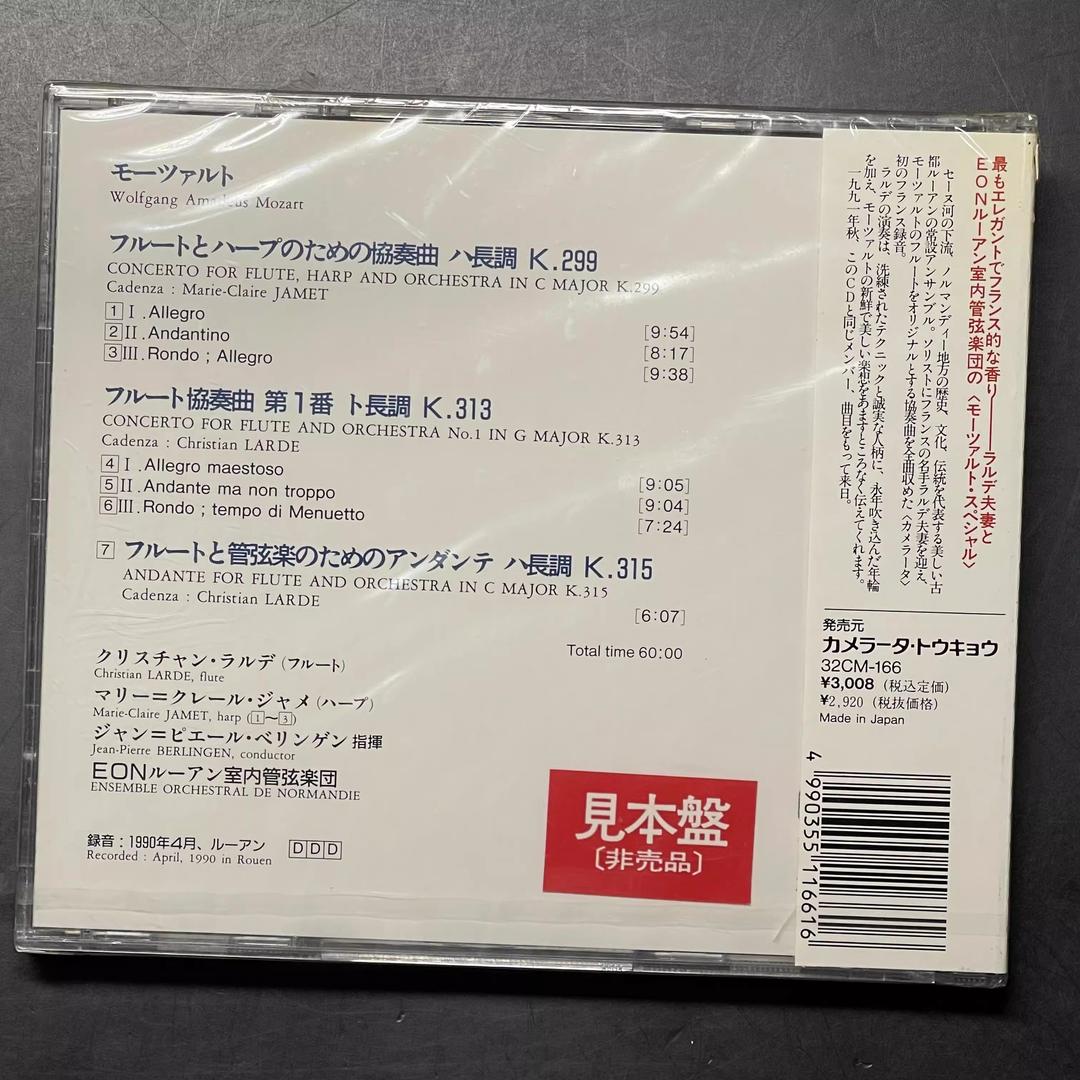 モーツァルト
Wolfgang Amadeus Mozart
フルートとハープのための協奏曲 ハ長調 K.299
CONCERTO FOR FLUTE, HARP AND ORCHESTRA IN C MAJOR K.299
Cadenza : Marie-Claire JAMET
1 I .Allegro [9:54]
2 II.Andantino [8:17]
3 III.Rondo ; Allegro [9:38]
フルート協奏曲 第1番 ト長調 K.313
CONCERTO FOR FLUTE AND ORCHESTRA No.1 IN G MAJOR K.313
Cadenza : Christian LARDE
4 I .Allegro maestoso [9:05]
5 II.Andante ma non troppo [9:04]
6 III.Rondo ; tempo di Menuetto [7:24]
7 フルートと管弦楽のためのアンダンテ ハ長調 K.315
ANDANTE FOR FLUTE AND ORCHESTRA IN C MAJOR K.315
Cadenza : Christian LARDE
[6:07]
Total time 60:00
クリスチャン・ラルデ(フルート)
Christian LARDE, flute
マリー=クレール・ジャメ(ハープ)
Marie-Claire JAMET, harp (1〜3)
ジャン=ピエール・ベリンゲン 指揮
Jean-Pierre BERLINGEN, conductor
EONルーアン室内管弦楽団
ENSEMBLE ORCHESTRAL DE NORMANDIE
録音:1990年4月、ルーアン DDD
Recorded : April, 1990 in Rouen
見本盤
〔非売品〕
最もエレガントでフランス的な香り——ラルデ夫妻と
EONルーアン室内管弦楽団の〈モーツァルト・スペシャル〉
セーヌ河の下流、ノルマンディー地方の歴史、文化、伝統を代表する美しい古
都ルーアンの常設アンサンブル。ソリストにフランスの名手ラルデ夫妻を迎え、
モーツァルトのフルートをオリジナルとする協奏曲を全曲収めた〈カメラータ〉
初のフランス録音。
ラルデの演奏は、洗練されたテクニックと誠実な人柄に、永年吹き込んだ年輪
を加え、モーツァルトの新鮮で美しい楽想をあますところなく伝えてくれます。
一九九一年秋、このCDと同じメンバー、曲目をもって来日。
発売元
カメラータ・トウキョウ
32CM-166
¥3,008(税込定価)
¥2,920(税抜価格)
Made in Japan
4 990355 116616